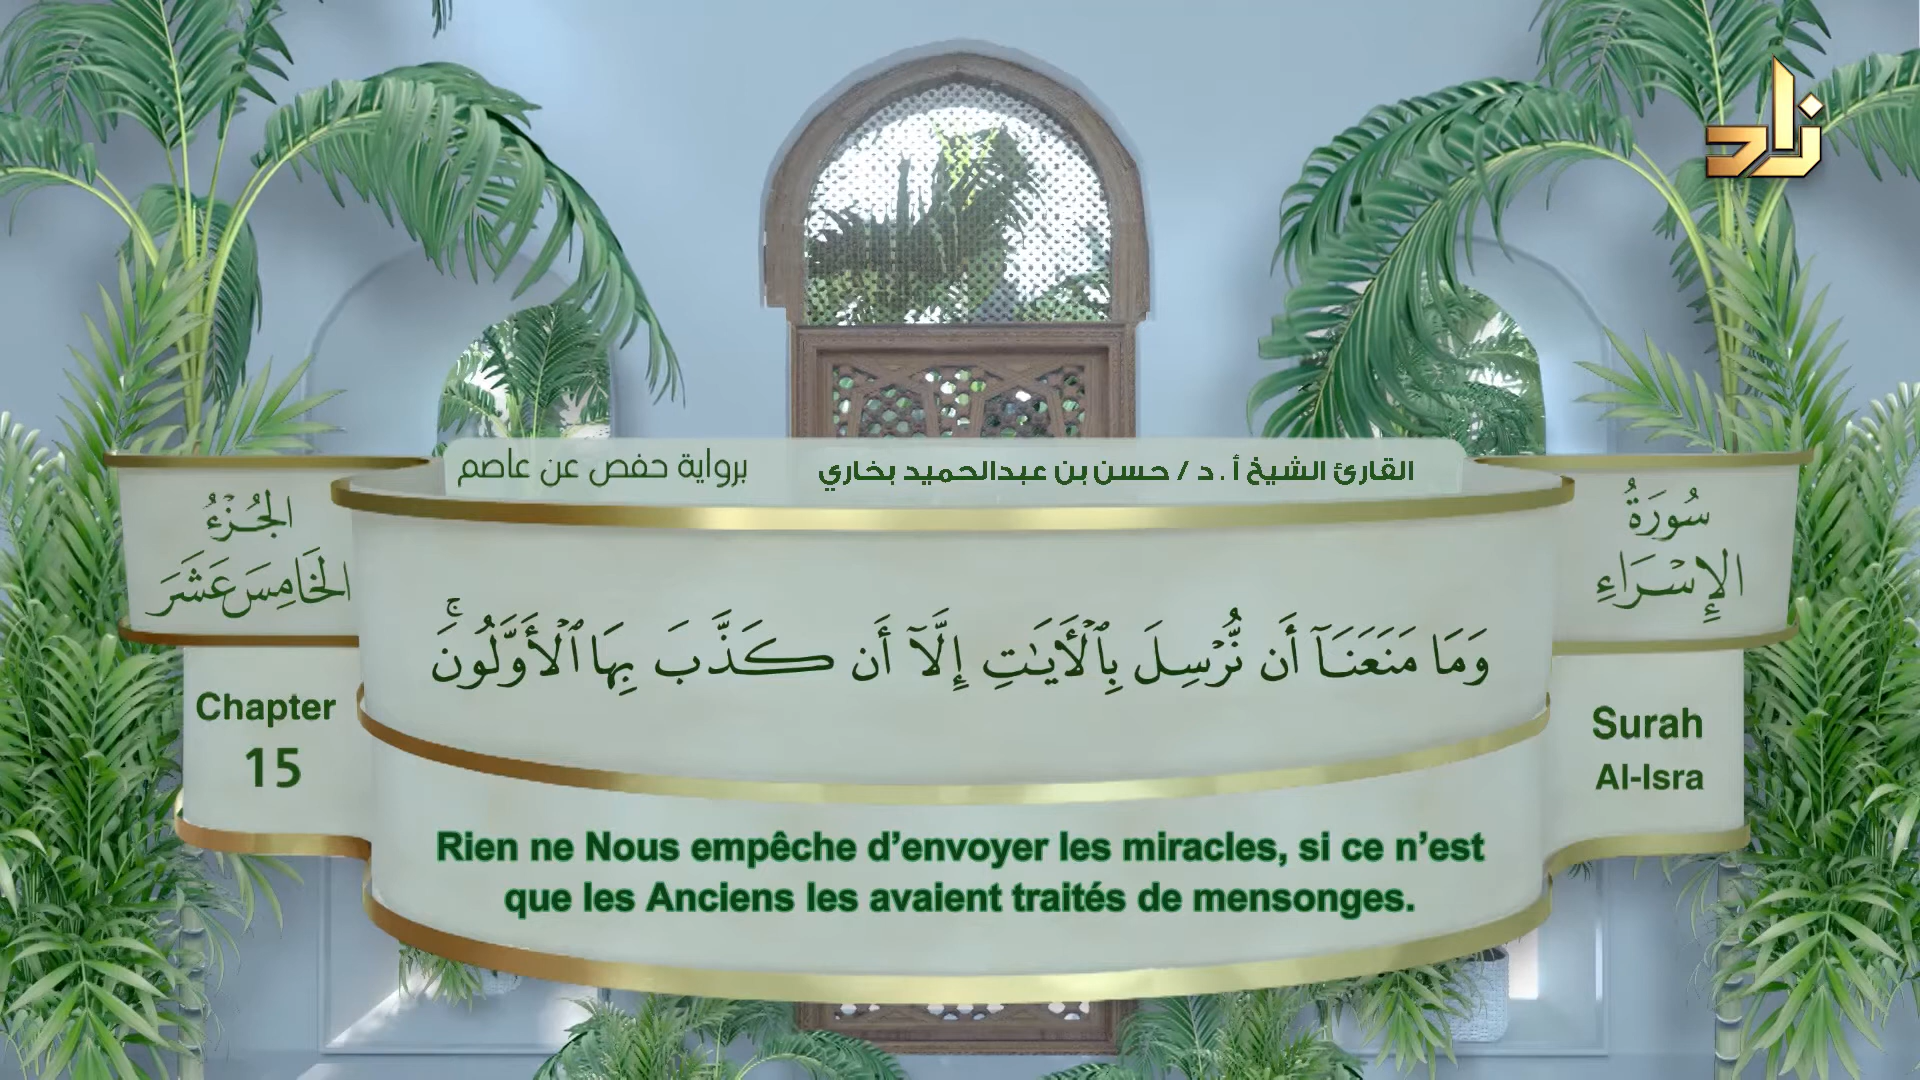 زاد
القارئ الشيخ أ . د / حسن بن عبدالحميد بخاري
برواية حفص عن عاصم
سُورَةُ
الإِسْرَاءِ
الجُزْءُ
الخَامِسَ عَشَرَ
وَمَا مَنَعَنَآ أَن نُّرْسِلَ بِٱلْأَيَٰتِ إِلَّآ أَن كَذَّبَ بِهَا ٱلْأَوَّلُونَۚ
Chapter
15
Surah
Al-Isra
Rien ne Nous empêche d’envoyer les miracles, si ce n’est
que les Anciens les avaient traités de mensonges.